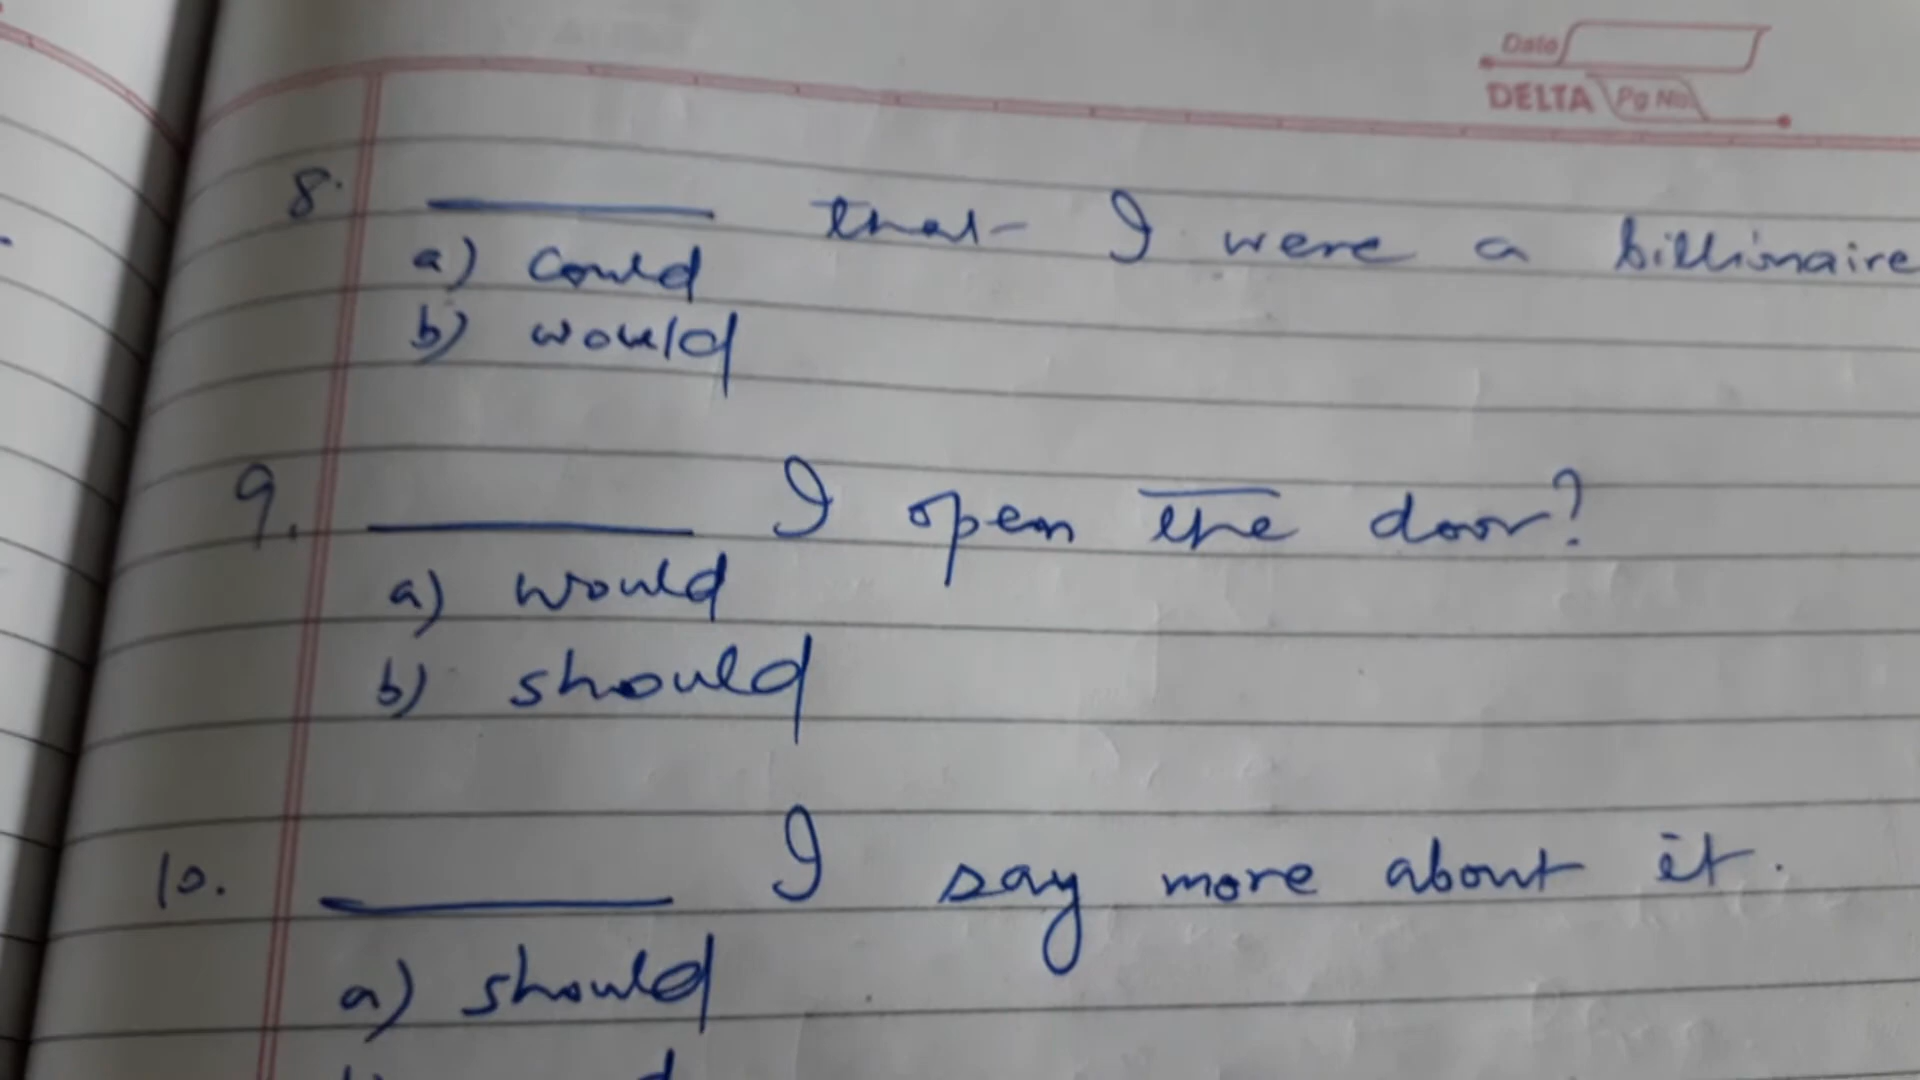 Date
DELTA Pg No.
8. ______ that I were a billionaire
a) could
b) would
9. ______ I open the door?
a) would
b) should
10. ______ I say more about it.
a) should